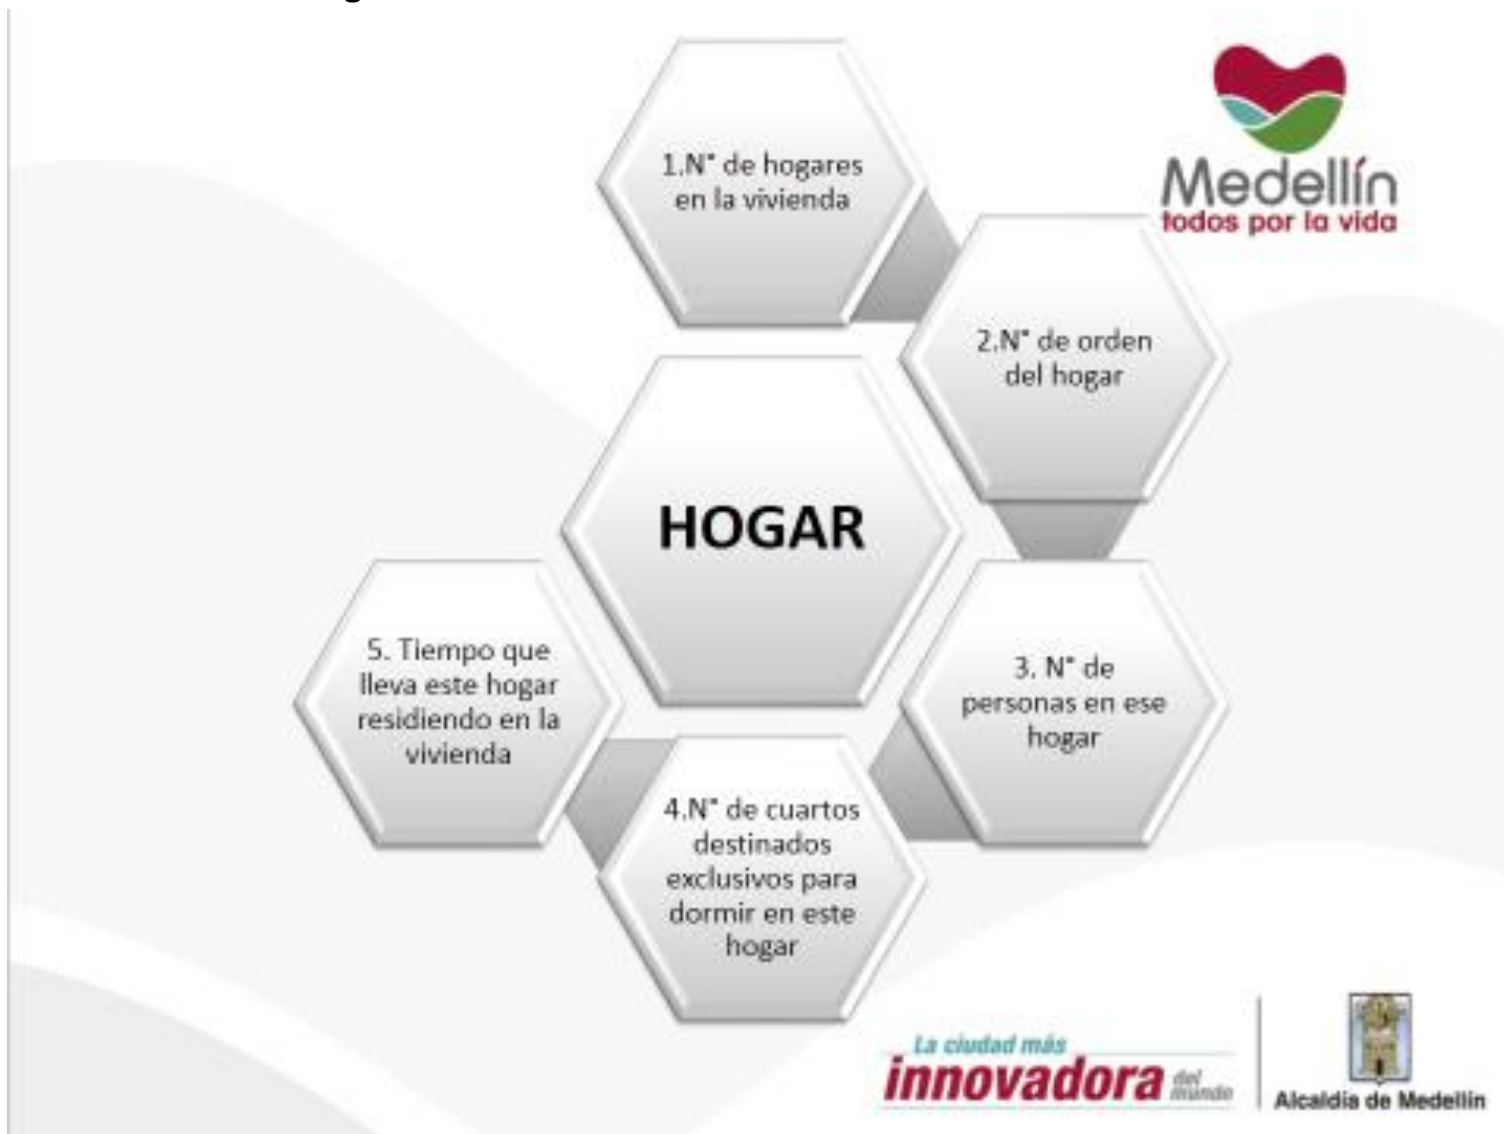 1.N° de hogares
en la vivienda
Medellín
todos por la vida
2.N° de orden
del hogar
HOGAR
3. N° de
personas en ese
hogar
4.N° de cuartos
destinados
exclusivos para
dormir en este
hogar
5. Tiempo que
lleva este hogar
residiendo en la
vivienda
La ciudad más
innovadora del mundo
Alcaldía de Medellín